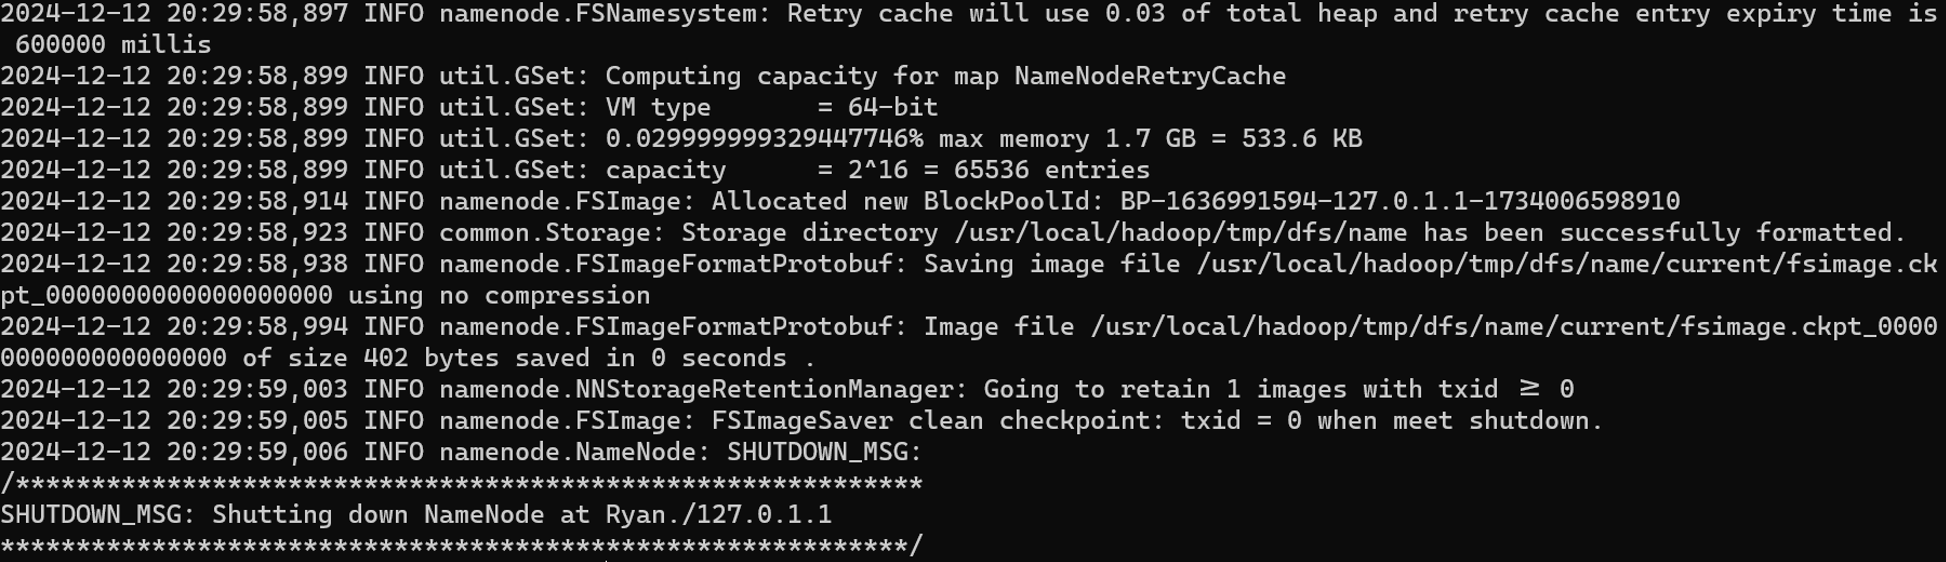 2024-12-12 20:29:58,897 INFO namenode.FSNamesystem: Retry cache will use 0.03 of total heap and retry cache entry expiry time is
 600000 millis
2024-12-12 20:29:58,899 INFO util.GSet: Computing capacity for map NameNodeRetryCache
2024-12-12 20:29:58,899 INFO util.GSet: VM type       = 64-bit
2024-12-12 20:29:58,899 INFO util.GSet: 0.029999999329447746% max memory 1.7 GB = 533.6 KB
2024-12-12 20:29:58,899 INFO util.GSet: capacity      = 2^16 = 65536 entries
2024-12-12 20:29:58,914 INFO namenode.FSImage: Allocated new BlockPoolId: BP-1636991594-127.0.1.1-1734006598910
2024-12-12 20:29:58,923 INFO common.Storage: Storage directory /usr/local/hadoop/tmp/dfs/name has been successfully formatted.
2024-12-12 20:29:58,938 INFO namenode.FSImageFormatProtobuf: Saving image file /usr/local/hadoop/tmp/dfs/name/current/fsimage.ck
pt_0000000000000000000 using no compression
2024-12-12 20:29:58,994 INFO namenode.FSImageFormatProtobuf: Image file /usr/local/hadoop/tmp/dfs/name/current/fsimage.ckpt_0000
000000000000000 of size 402 bytes saved in 0 seconds .
2024-12-12 20:29:59,003 INFO namenode.NNStorageRetentionManager: Going to retain 1 images with txid ≥ 0
2024-12-12 20:29:59,005 INFO namenode.FSImage: FSImageSaver clean checkpoint: txid = 0 when meet shutdown.
2024-12-12 20:29:59,006 INFO namenode.NameNode: SHUTDOWN_MSG:
/************************************************************
SHUTDOWN_MSG: Shutting down NameNode at Ryan./127.0.1.1
************************************************************/